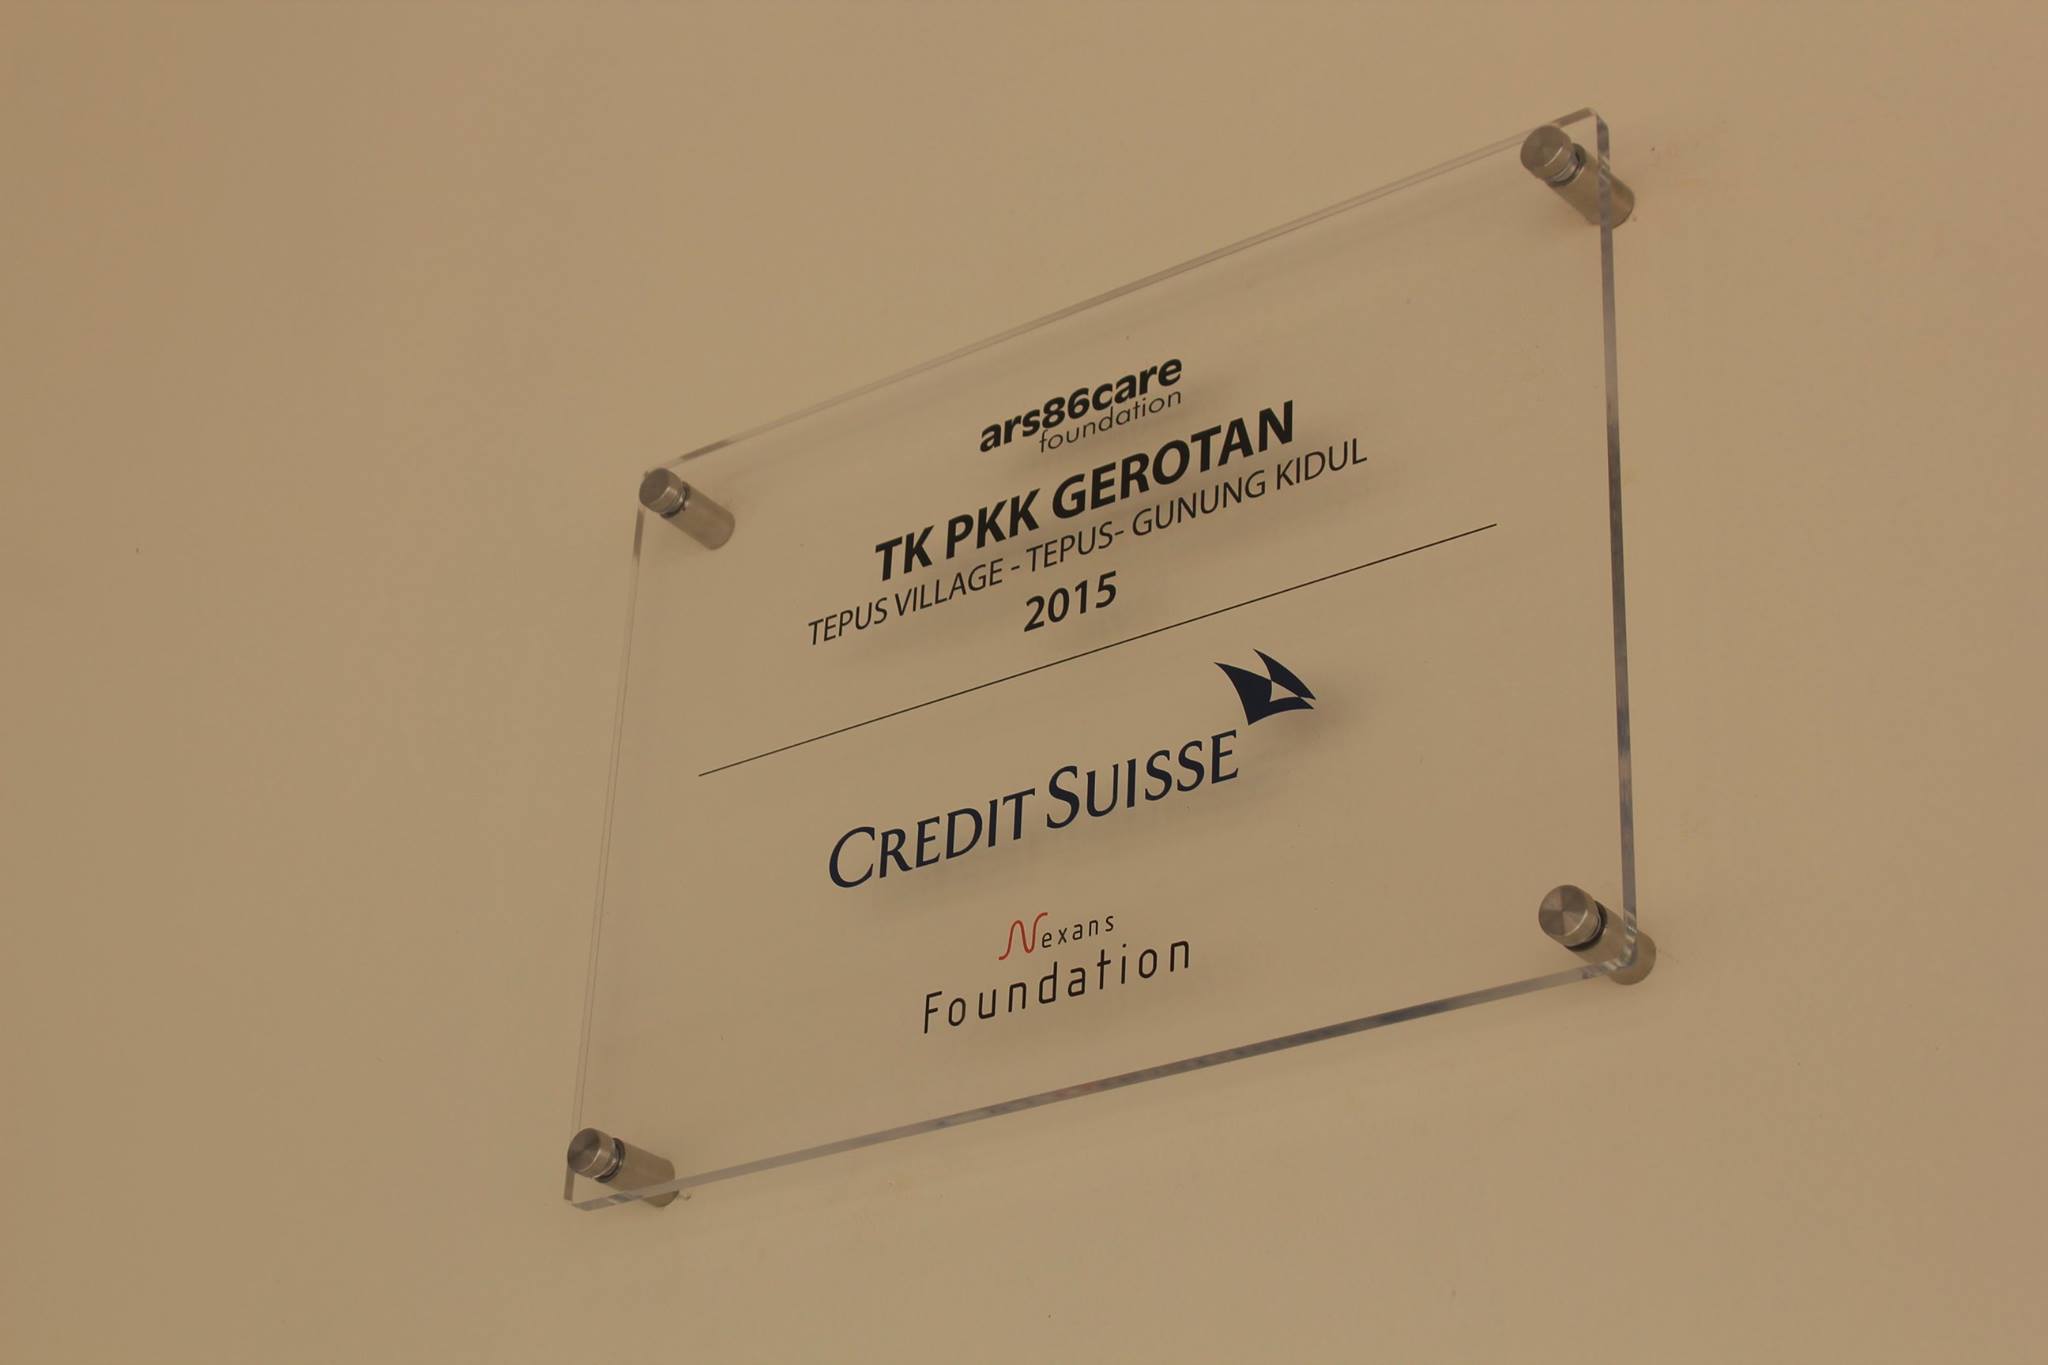 ars86care
foundation
TK PKK GEROTAN
TEPUS VILLAGE - TEPUS- GUNUNG KIDUL
2015
CREDIT SUISSE
Nexans
Foundation